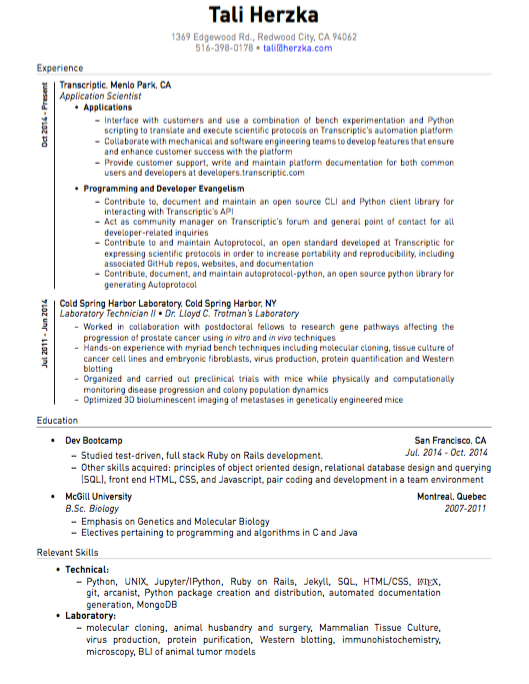 Tali Herzka
1369 Edgewood Rd., Redwood City, CA 94062
516-398-0178 • tali@herzka.com
Experience
Oct 2014 - Present
Transcriptic, Menlo Park, CA
Application Scientist
• Applications
– Interface with customers and use a combination of bench experimentation and Python
scripting to translate and execute scientific protocols on Transcriptic's automation platform
– Collaborate with mechanical and software engineering teams to develop features that ensure
and enhance customer success with the platform
– Provide customer support, write and maintain platform documentation for both common
users and developers at developers.transcriptic.com
• Programming and Developer Evangelism
– Contribute to, document and maintain an open source CLI and Python client library for
interacting with Transcriptic's API
– Act as community manager on Transcriptic's forum and general point of contact for all
developer-related inquiries
– Contribute to and maintain Autoprotocol, an open standard developed at Transcriptic for
expressing scientific protocols in order to increase portability and reproducibility, including
associated GitHub repos, websites, and documentation
– Contribute, document, and maintain autoprotocol-python, an open source python library for
generating Autoprotocol
Jul 2011 - Jun 2014
Cold Spring Harbor Laboratory, Cold Spring Harbor, NY
Laboratory Technician II • Dr. Lloyd C. Trotman's Laboratory
– Worked in collaboration with postdoctoral fellows to research gene pathways affecting the
progression of prostate cancer using in vitro and in vivo techniques
– Hands-on experience with myriad bench techniques including molecular cloning, tissue culture of
cancer cell lines and embryonic fibroblasts, virus production, protein quantification and Western
blotting
– Organized and carried out preclinical trials with mice while physically and computationally
monitoring disease progression and colony population dynamics
– Optimized 3D bioluminescent imaging of metastases in genetically engineered mice
Education
• Dev Bootcamp San Francisco, CA
Jul. 2014 - Oct. 2014
– Studied test-driven, full stack Ruby on Rails development.
– Other skills acquired: principles of object oriented design, relational database design and querying
(SQL), front end HTML, CSS, and Javascript, pair coding and development in a team environment
• McGill University Montreal, Quebec
B.Sc. Biology 2007-2011
– Emphasis on Genetics and Molecular Biology
– Electives pertaining to programming and algorithms in C and Java
Relevant Skills
• Technical:
– Python, UNIX, Jupyter/IPython, Ruby on Rails, Jekyll, SQL, HTML/CSS, LATEX,
git, arcanist, Python package creation and distribution, automated documentation
generation, MongoDB
• Laboratory:
– molecular cloning, animal husbandry and surgery, Mammalian Tissue Culture,
virus production, protein purification, Western blotting, immunohistochemistry,
microscopy, BLI of animal tumor models